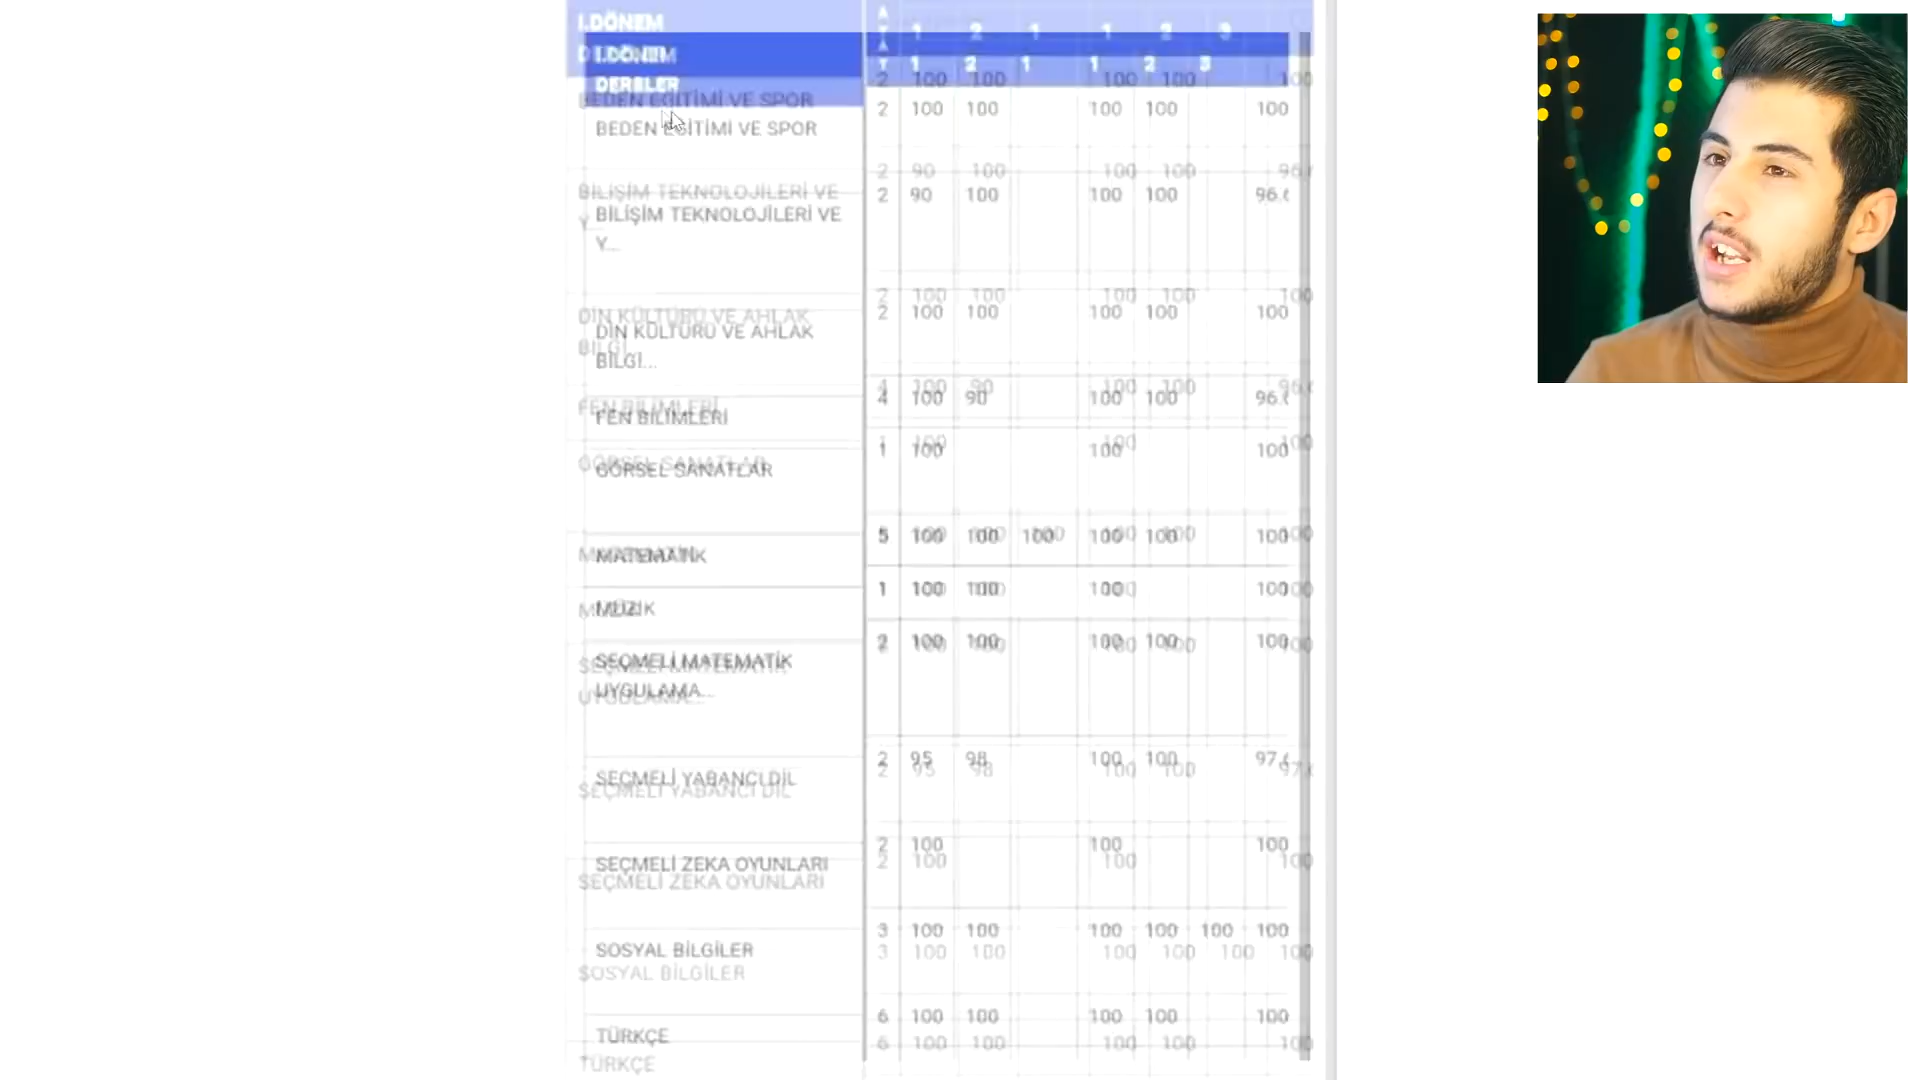 I.DÖNEM
DERSLER
1 2 1 1 2 3
BEDEN EĞİTİMİ VE SPOR 2 100 100 100 100 100
BİLİŞİM TEKNOLOJİLERİ VE 2 90 100 100 100 96.6
Y...
DİN KÜLTÜRÜ VE AHLAK 2 100 100 100 100 100
BİLGİ...
FEN BİLİMLERİ 4 100 90 100 100 96.6
GÖRSEL SANATLAR 1 100 100 100
MATEMATİK 5 100 100 100 100 100 100
MÜZİK 1 100 100 100 100
SEÇMELİ MATEMATİK 2 100 100 100 100 100
UYGULAMA...
SEÇMELİ YABANCI DİL 2 95 98 100 100 97.6
SEÇMELİ ZEKA OYUNLARI 2 100 100 100
SOSYAL BİLGİLER 3 100 100 100 100 100 100
TÜRKÇE 6 100 100 100 100 100